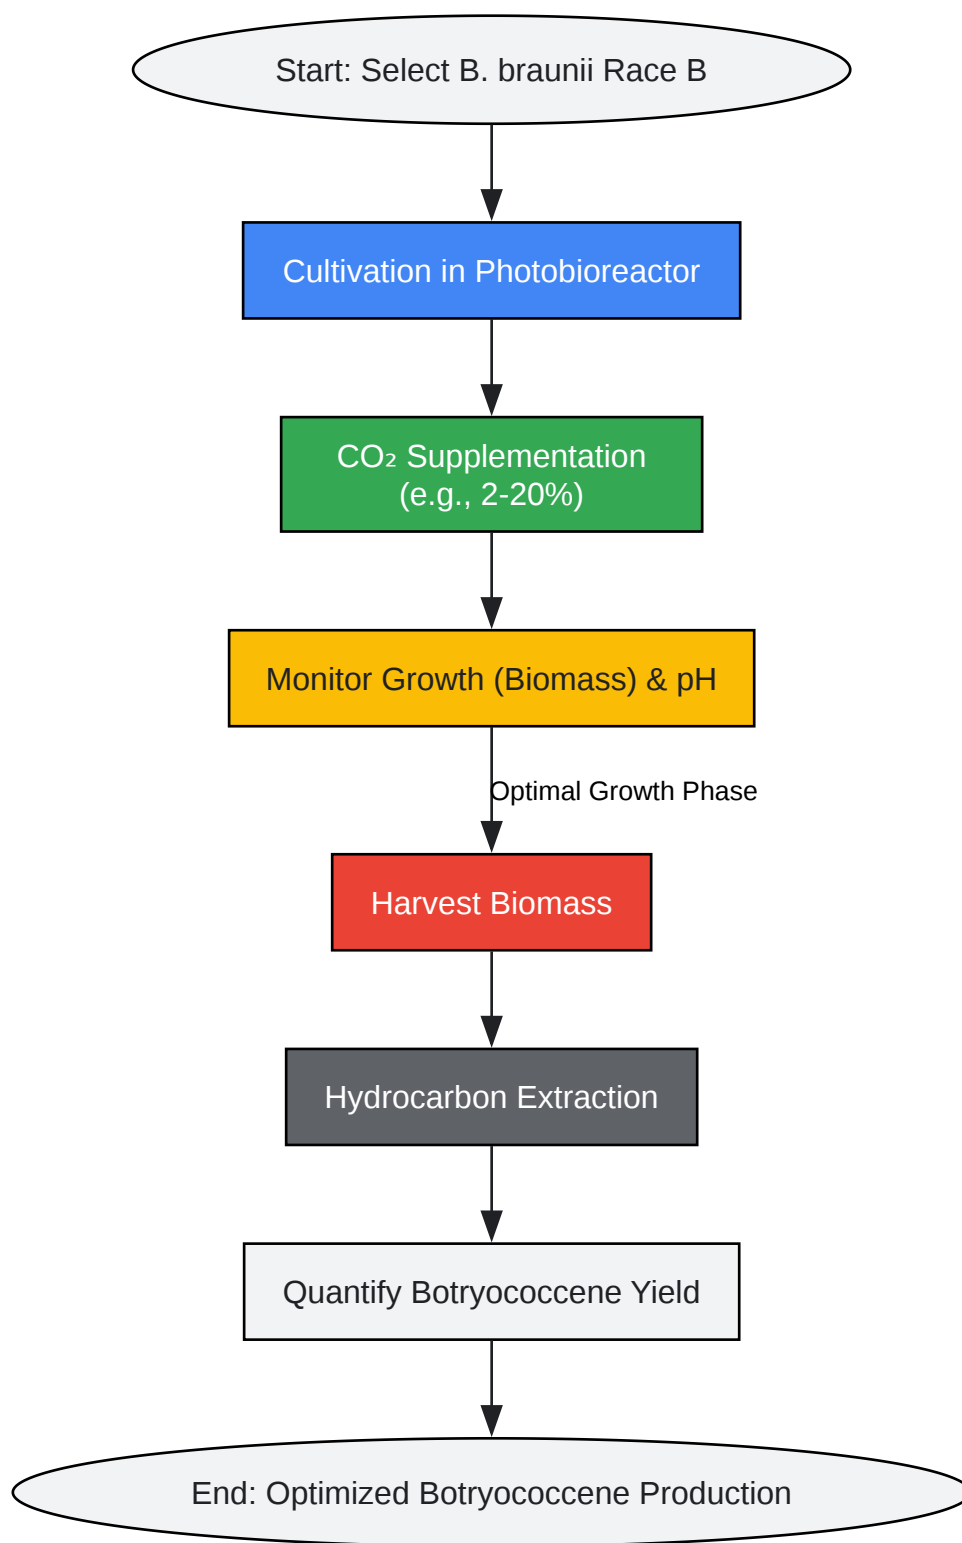 Start: Select B. braunii Race B
Cultivation in Photobioreactor
CO₂ Supplementation
(e.g., 2-20%)
Monitor Growth (Biomass) & pH
Optimal Growth Phase
Harvest Biomass
Hydrocarbon Extraction
Quantify Botryococcene Yield
End: Optimized Botryococcene Production